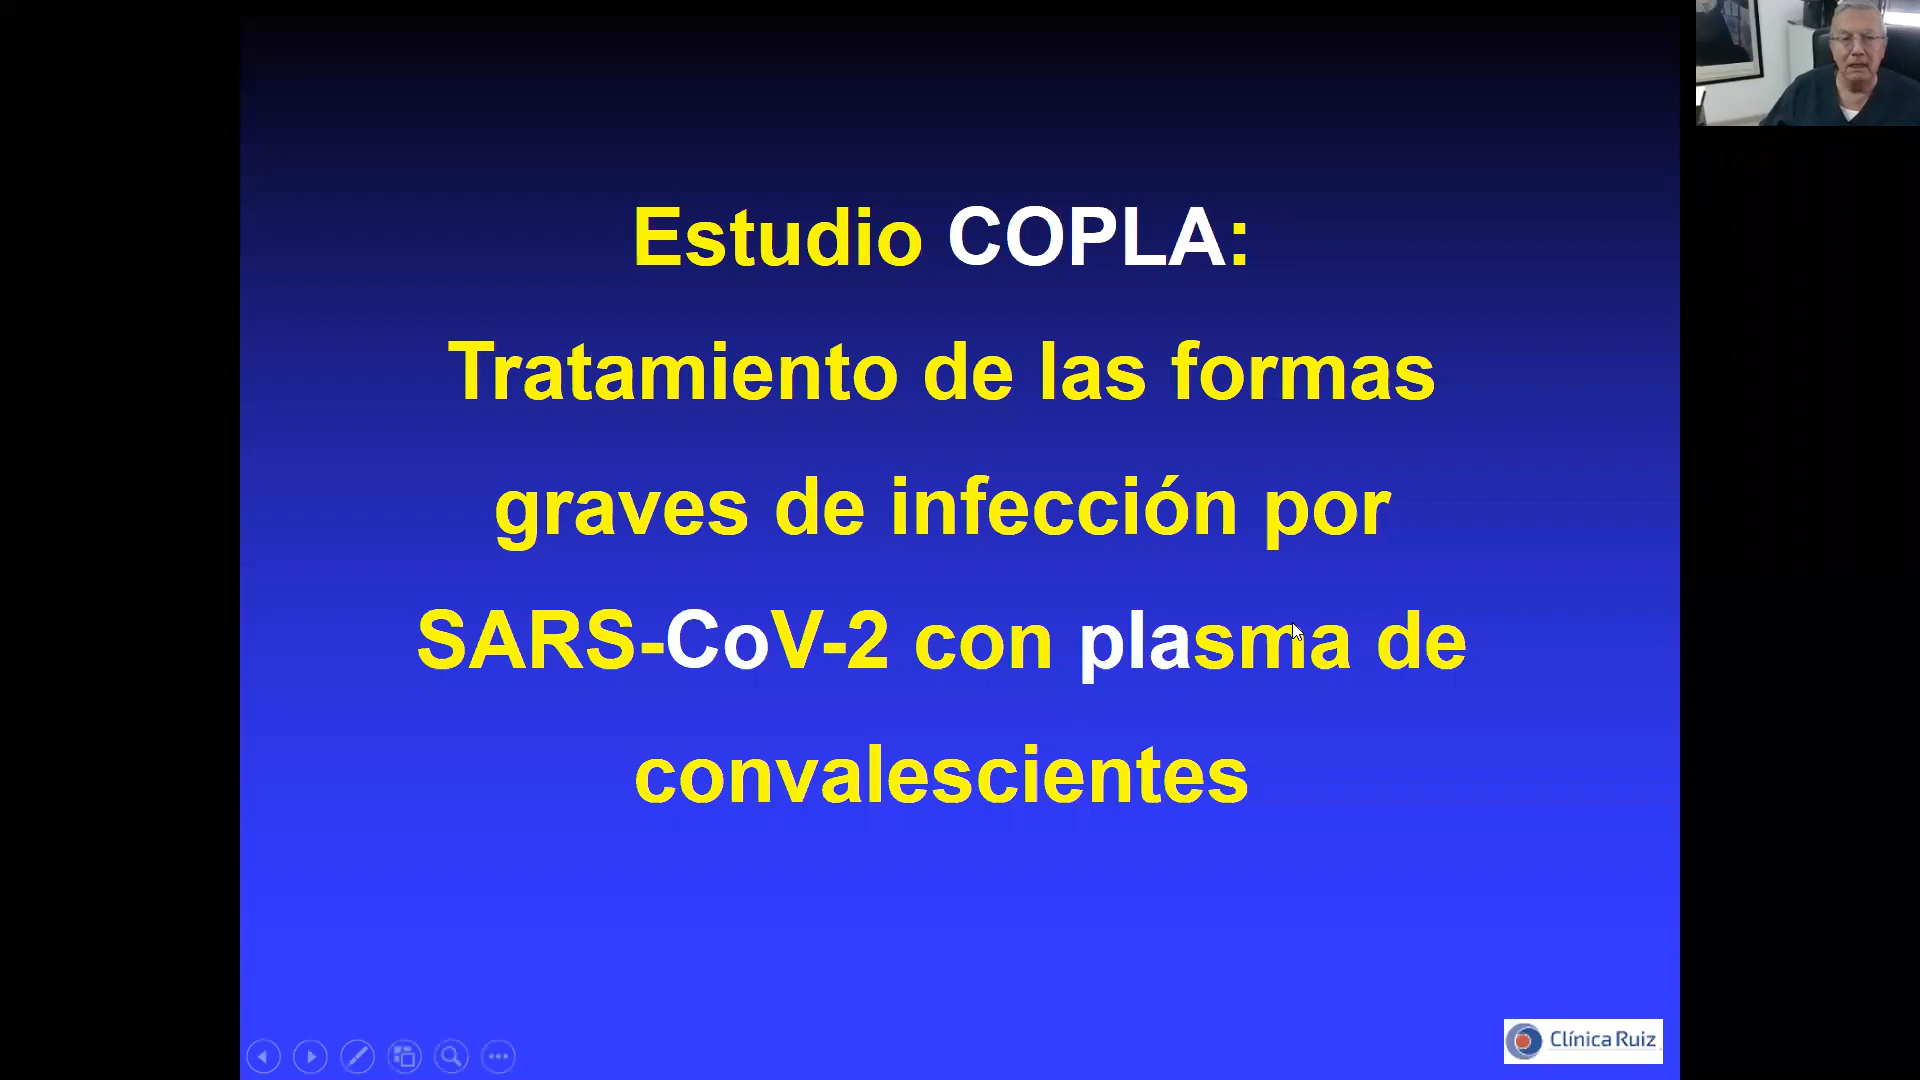 Estudio COPLA:
Tratamiento de las formas
graves de infección por
SARS-CoV-2 con plasma de
convalescientes
Clínica Ruiz